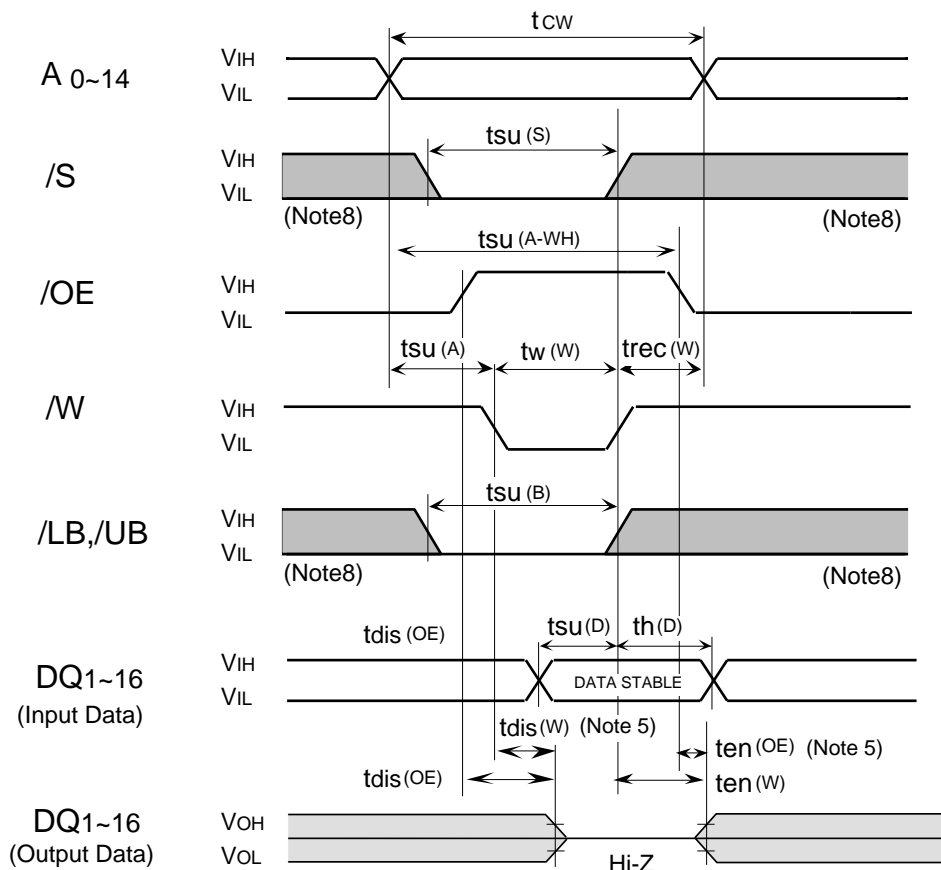 tCW
A 0~14 VIH
VIL
tsu (S)
/S VIH
VIL
(Note8) (Note8)
tsu (A-WH)
/OE VIH
VIL
tsu (A) tw (W) trec (W)
/W VIH
VIL
tsu (B)
/LB,/UB VIH
VIL
(Note8) (Note8)
tdis (OE) tsu (D) th (D)
DQ1~16 VIH
(Input Data) VIL DATA STABLE
tdis (W) (Note 5)
ten (OE) (Note 5)
tdis (OE) ten (W)
DQ1~16 VOH
(Output Data) VOL
Hi-Z